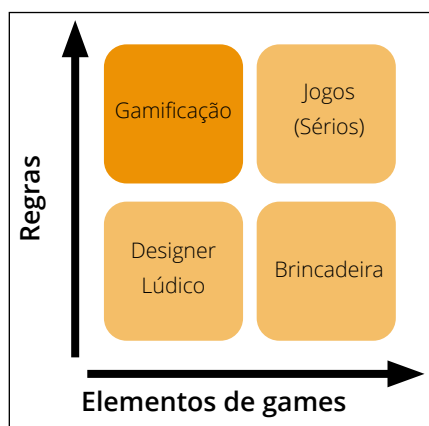 Regras
Gamificação
Jogos
(Sérios)
Designer
Lúdico
Brincadeira
Elementos de games